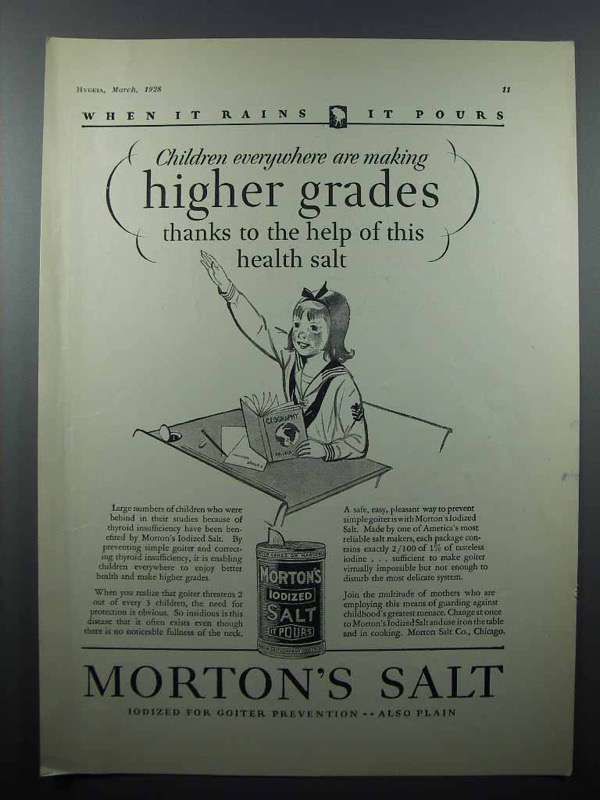 HYGEIA, March, 1928
11
WHEN IT RAINS IT POURS
Children everywhere are making
higher grades
thanks to the help of this
health salt
GEOGRAPHY
Large numbers of children who were
behind in their studies because of
thyroid insufficiency have been ben-
efited by Morton's Iodized Salt. By
preventing simple goiter and correct-
ing thyroid insufficiency, it is enabling
children everywhere to enjoy better
health and make higher grades.
When you realize that goiter threatens 2
out of every 3 children, the need for
protection is obvious. So insidious is this
disease that it often exists even though
there is no noticeable fullness of the neck.
A safe, easy, pleasant way to prevent
simple goiter is with Morton's Iodized
Salt. Made by one of America's most
reliable salt makers, each package con-
tains exactly 2/100 of 1% of tasteless
iodine . . . sufficient to make goiter
virtually impossible but not enough to
disturb the most delicate system.
Join the multitude of mothers who are
employing this means of guarding against
childhood's greatest menace. Change at once
to Morton's Iodized Salt and use it on the table
and in cooking. Morton Salt Co., Chicago.
MORTON'S
IODIZED
SALT
IT POURS
MORTON'S SALT
IODIZED FOR GOITER PREVENTION -- ALSO PLAIN